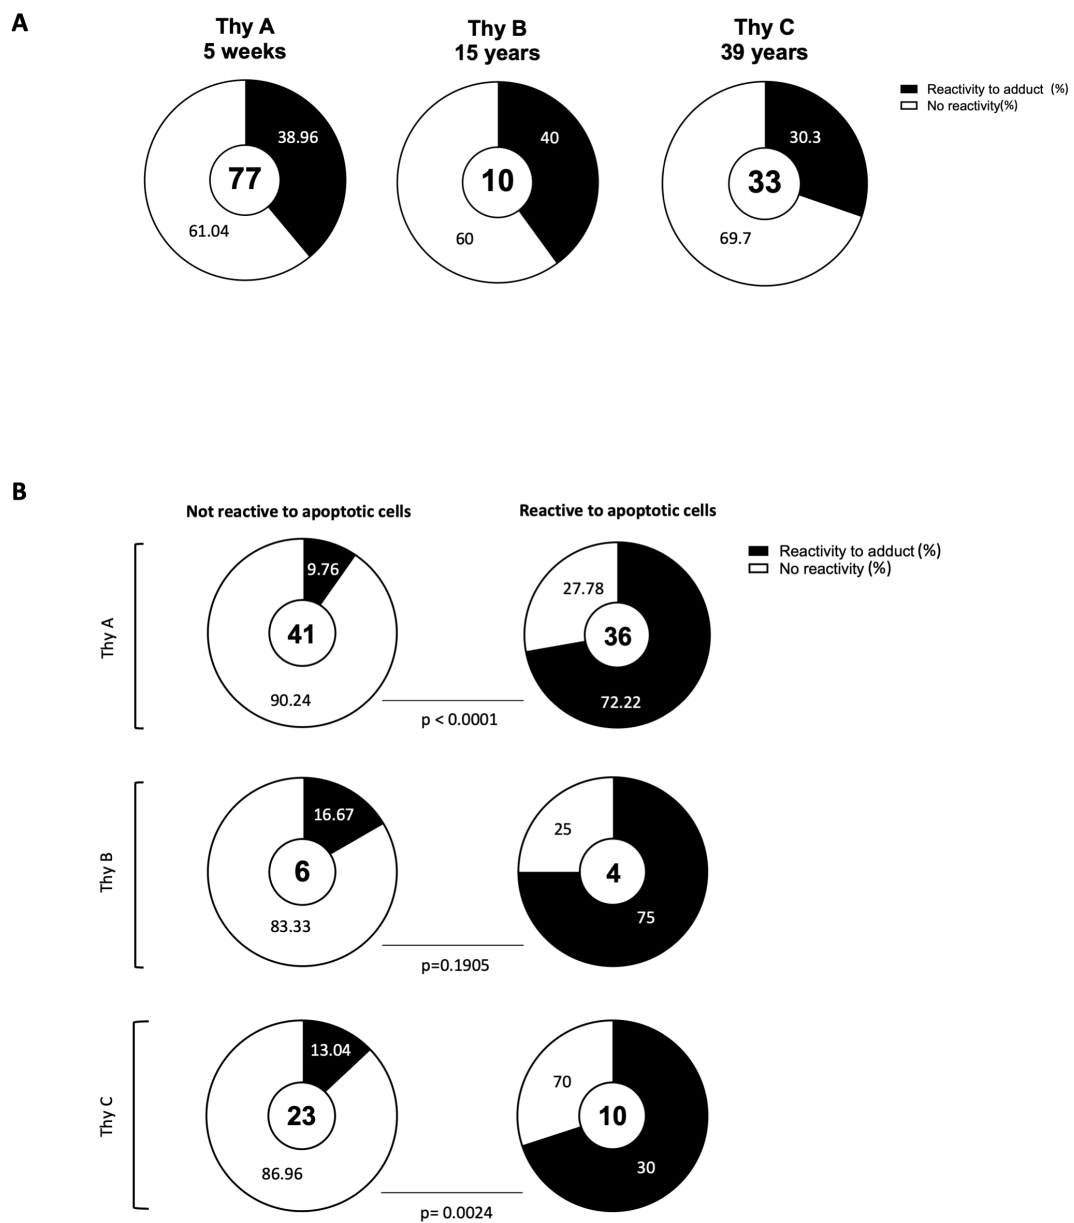 A
Thy A
5 weeks
Thy B
15 years
Thy C
39 years
Reactivity to adduct (%)
No reactivity(%)
38.96
77
61.04
40
10
60
30.3
33
69.7
B
Not reactive to apoptotic cells
Reactive to apoptotic cells
Reactivity to adduct (%)
No reactivity (%)
Thy A
9.76
41
90.24
27.78
36
72.22
p < 0.0001
Thy B
16.67
6
83.33
25
4
75
p=0.1905
Thy C
13.04
23
86.96
70
10
30
p= 0.0024